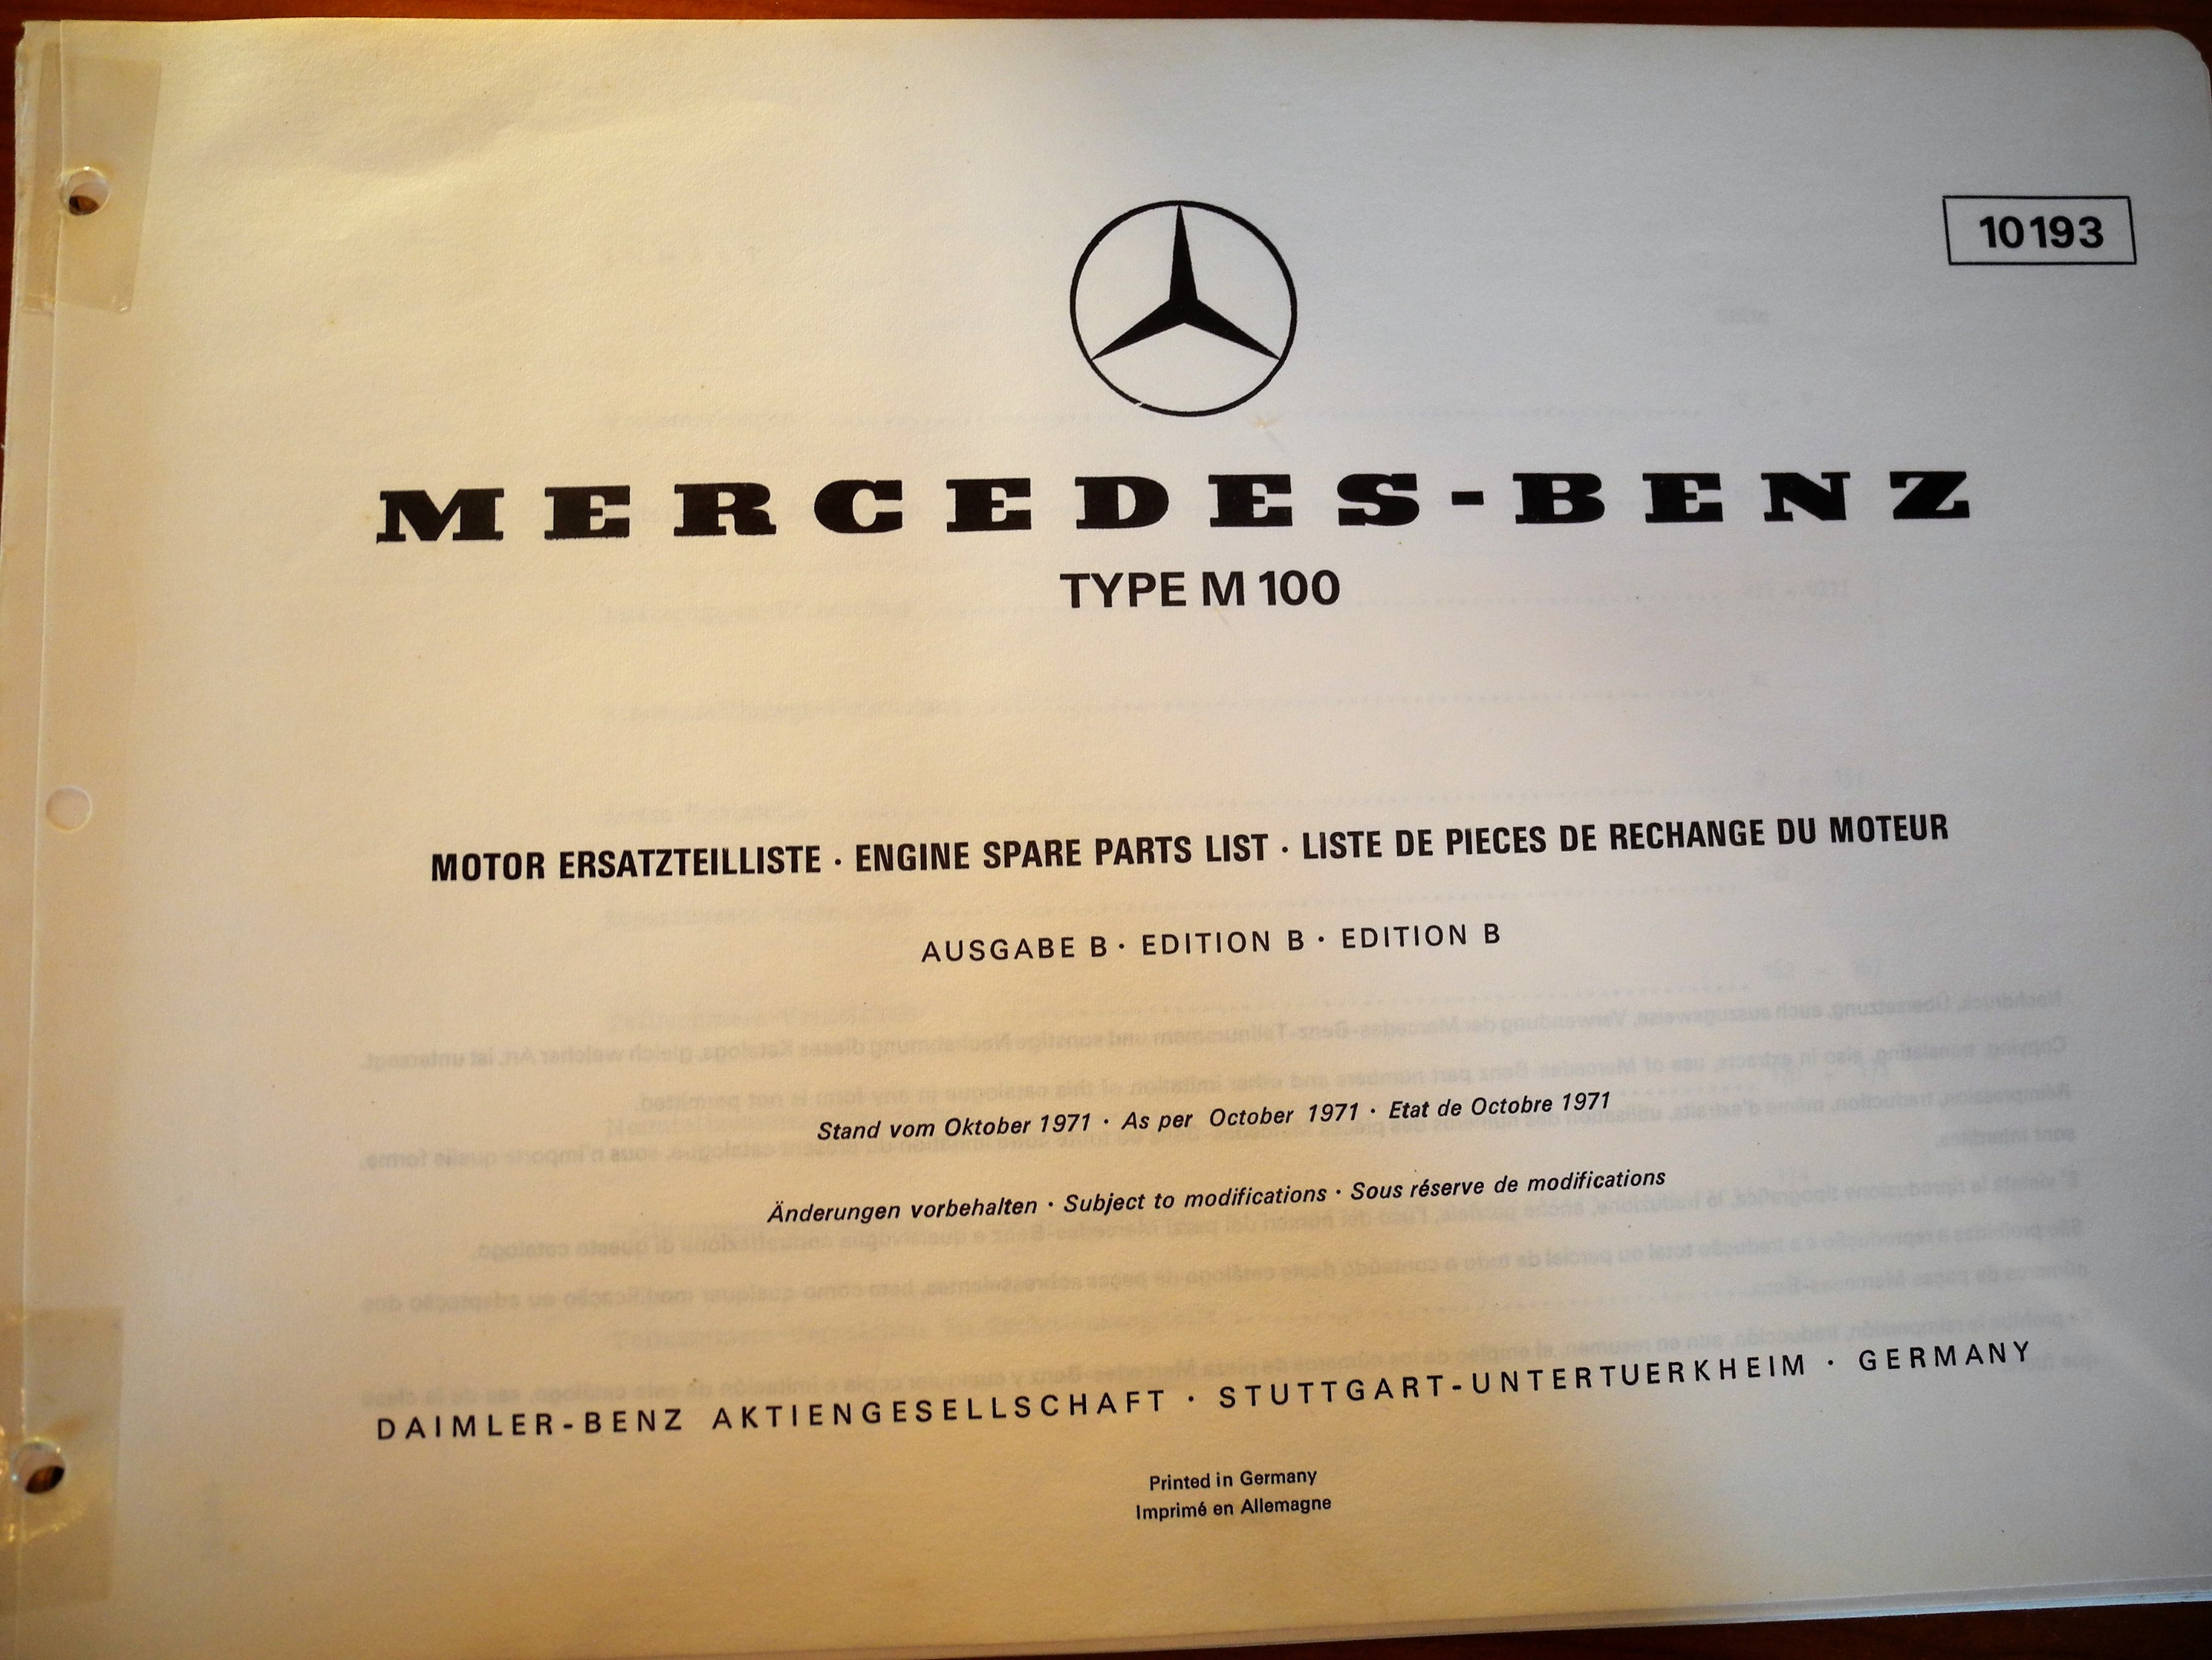 10193
MERCEDES-BENZ
TYPE M 100
MOTOR ERSATZTEILLISTE · ENGINE SPARE PARTS LIST · LISTE DE PIECES DE RECHANGE DU MOTEUR
AUSGABE B · EDITION B · EDITION B
Stand vom Oktober 1971 · As per October 1971 · Etat de Octobre 1971
Änderungen vorbehalten · Subject to modifications · Sous réserve de modifications
DAIMLER-BENZ AKTIENGESELLSCHAFT · STUTTGART-UNTERTUERKHEIM · GERMANY
Printed in Germany
Imprimé en Allemagne